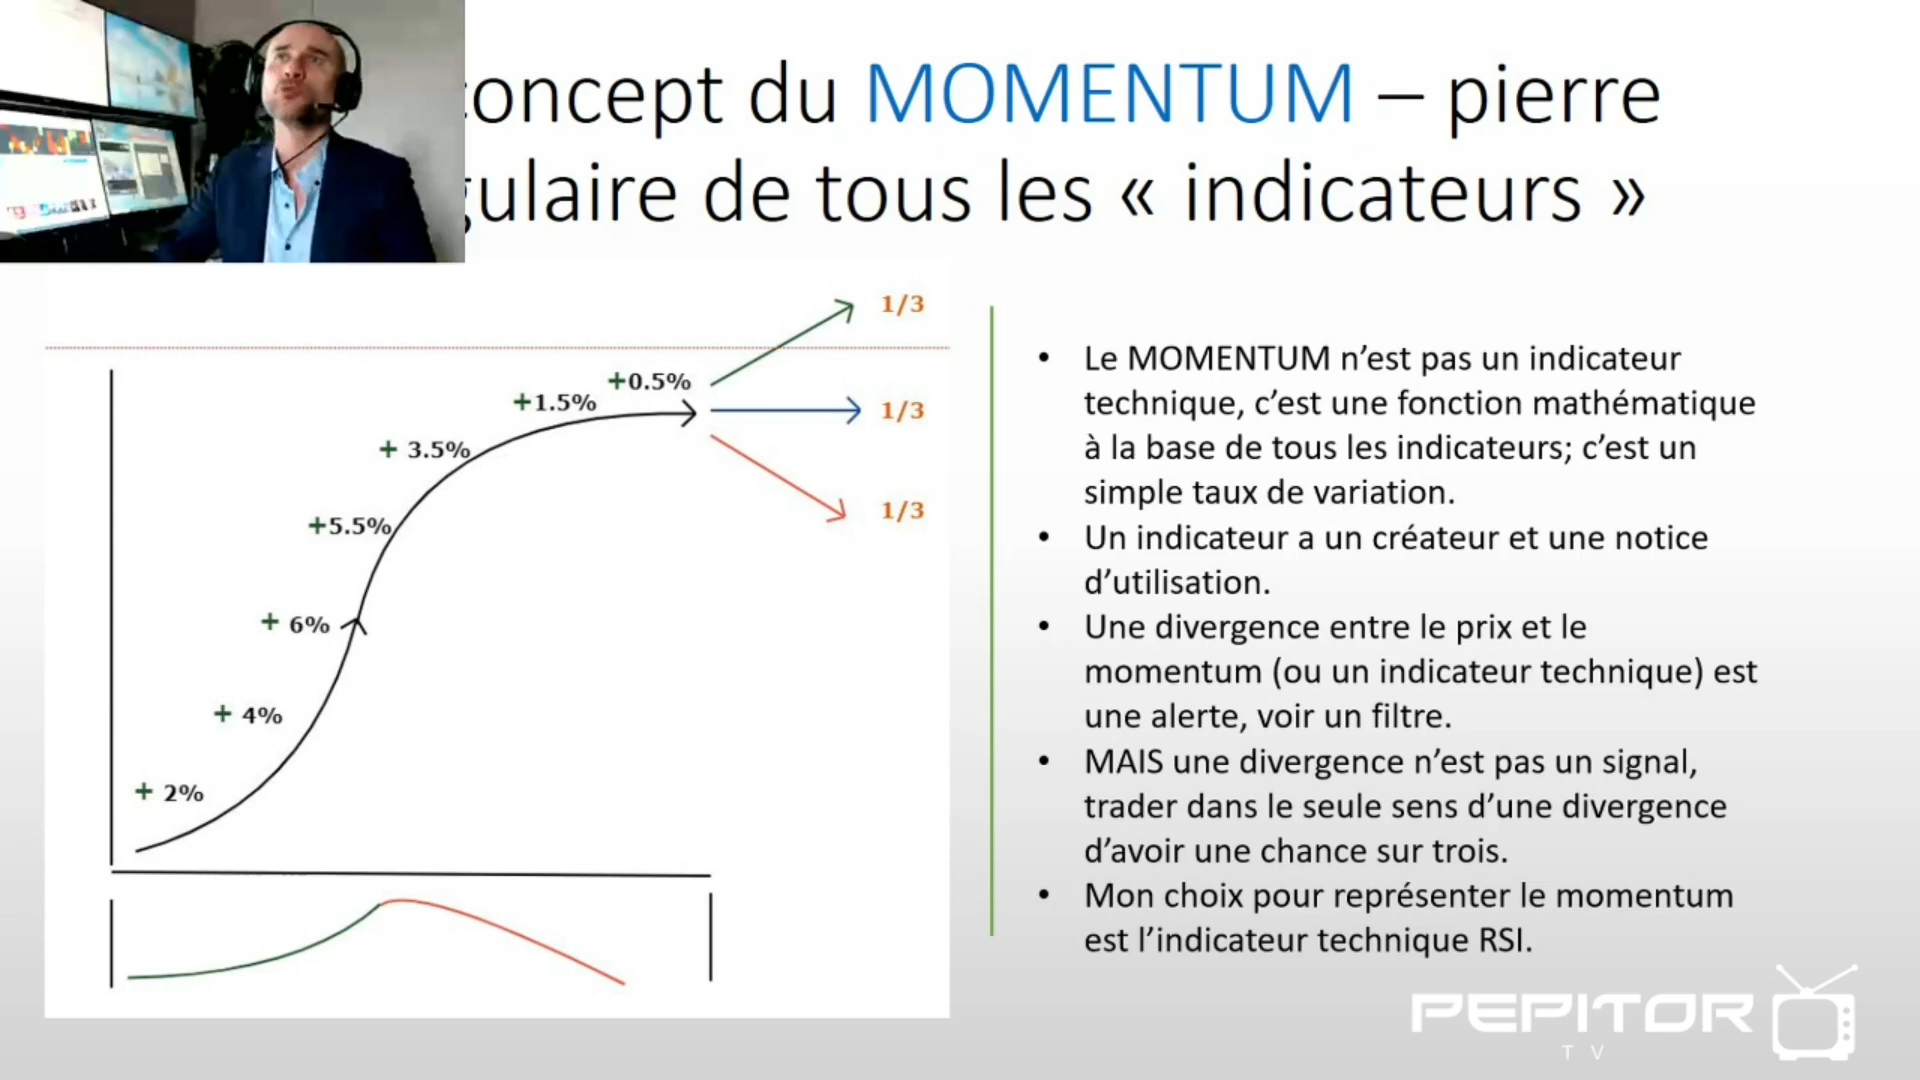 concept du MOMENTUM – pierre
gulaire de tous les « indicateurs »
1/3
+0.5%
+1.5%
1/3
+ 3.5%
+5.5%
1/3
+ 6%
+ 4%
+ 2%
• Le MOMENTUM n’est pas un indicateur
technique, c’est une fonction mathématique
à la base de tous les indicateurs; c’est un
simple taux de variation.
• Un indicateur a un créateur et une notice
d’utilisation.
• Une divergence entre le prix et le
momentum (ou un indicateur technique) est
une alerte, voir un filtre.
• MAIS une divergence n’est pas un signal,
trader dans le seule sens d’une divergence
d’avoir une chance sur trois.
• Mon choix pour représenter le momentum
est l’indicateur technique RSI.
PEPITOR
TV